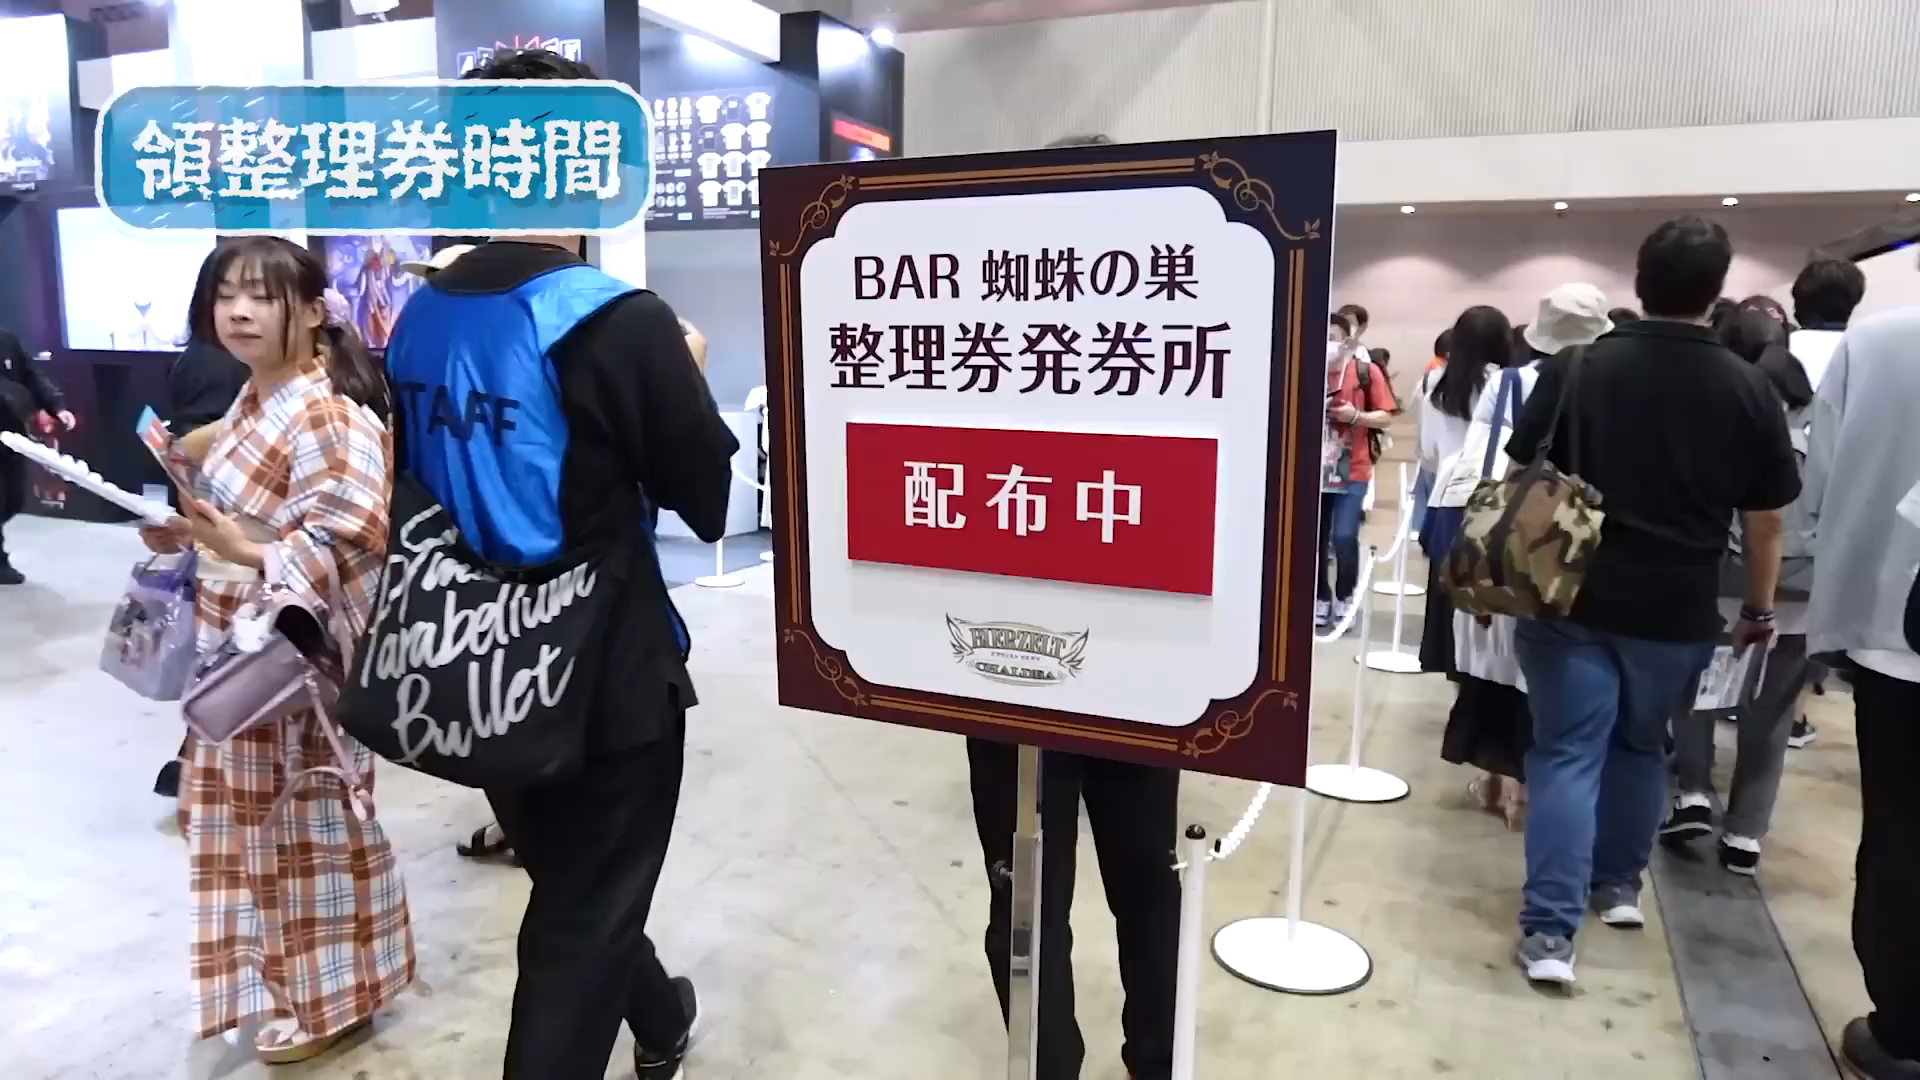 領整理券時間
BAR 蜘蛛の巣
整理券発券所
配布中
BIERZELT
CHALDEA
STAFF
Parabellum
Bullet